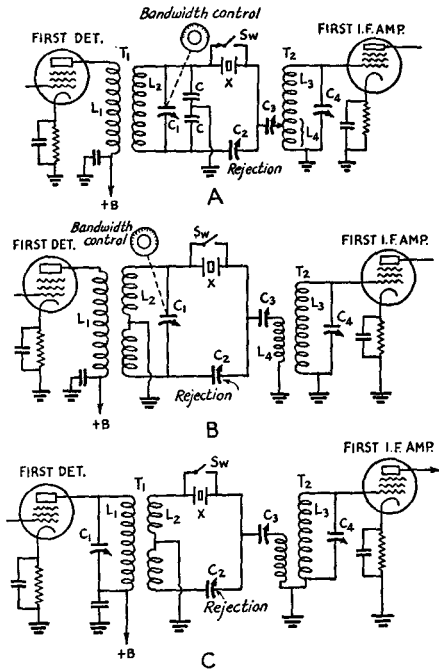 Bandwidth control
FIRST DET.
T1
Sw
T2
FIRST I.F. AMP.
L1
L2
C1
C
C
X
C2
Rejection
C3
L3
L4
C4
+B
A
Bandwidth
control
FIRST DET.
Sw
FIRST I.F. AMP.
T2
L1
L2
C1
X
C2
Rejection
C3
L4
L3
C4
+B
B
FIRST DET.
T1
Sw
T2
FIRST I.F. AMP.
C1
L1
L2
X
C2
Rejection
C3
L3
C4
+B
C